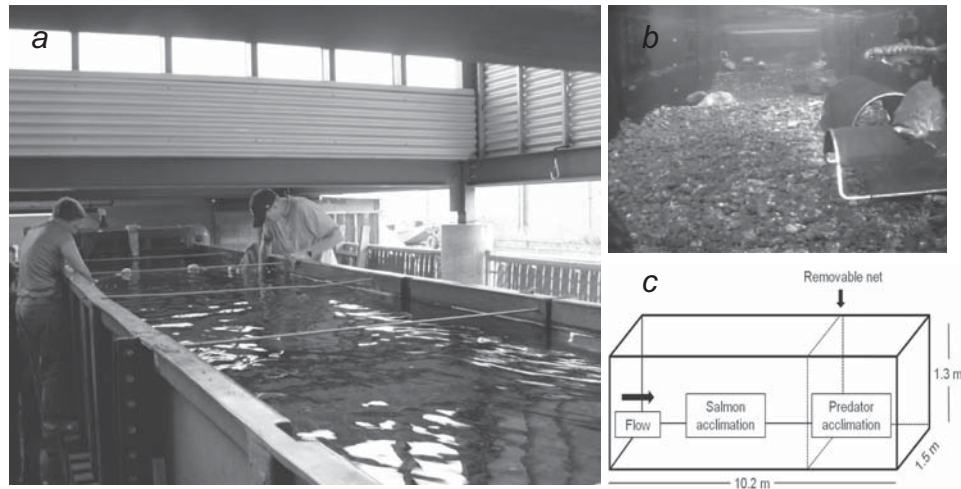 a
b
c
Removable net
Flow
Salmon
acclimation
Predator
acclimation
1.3 m
1.5 m
10.2 m